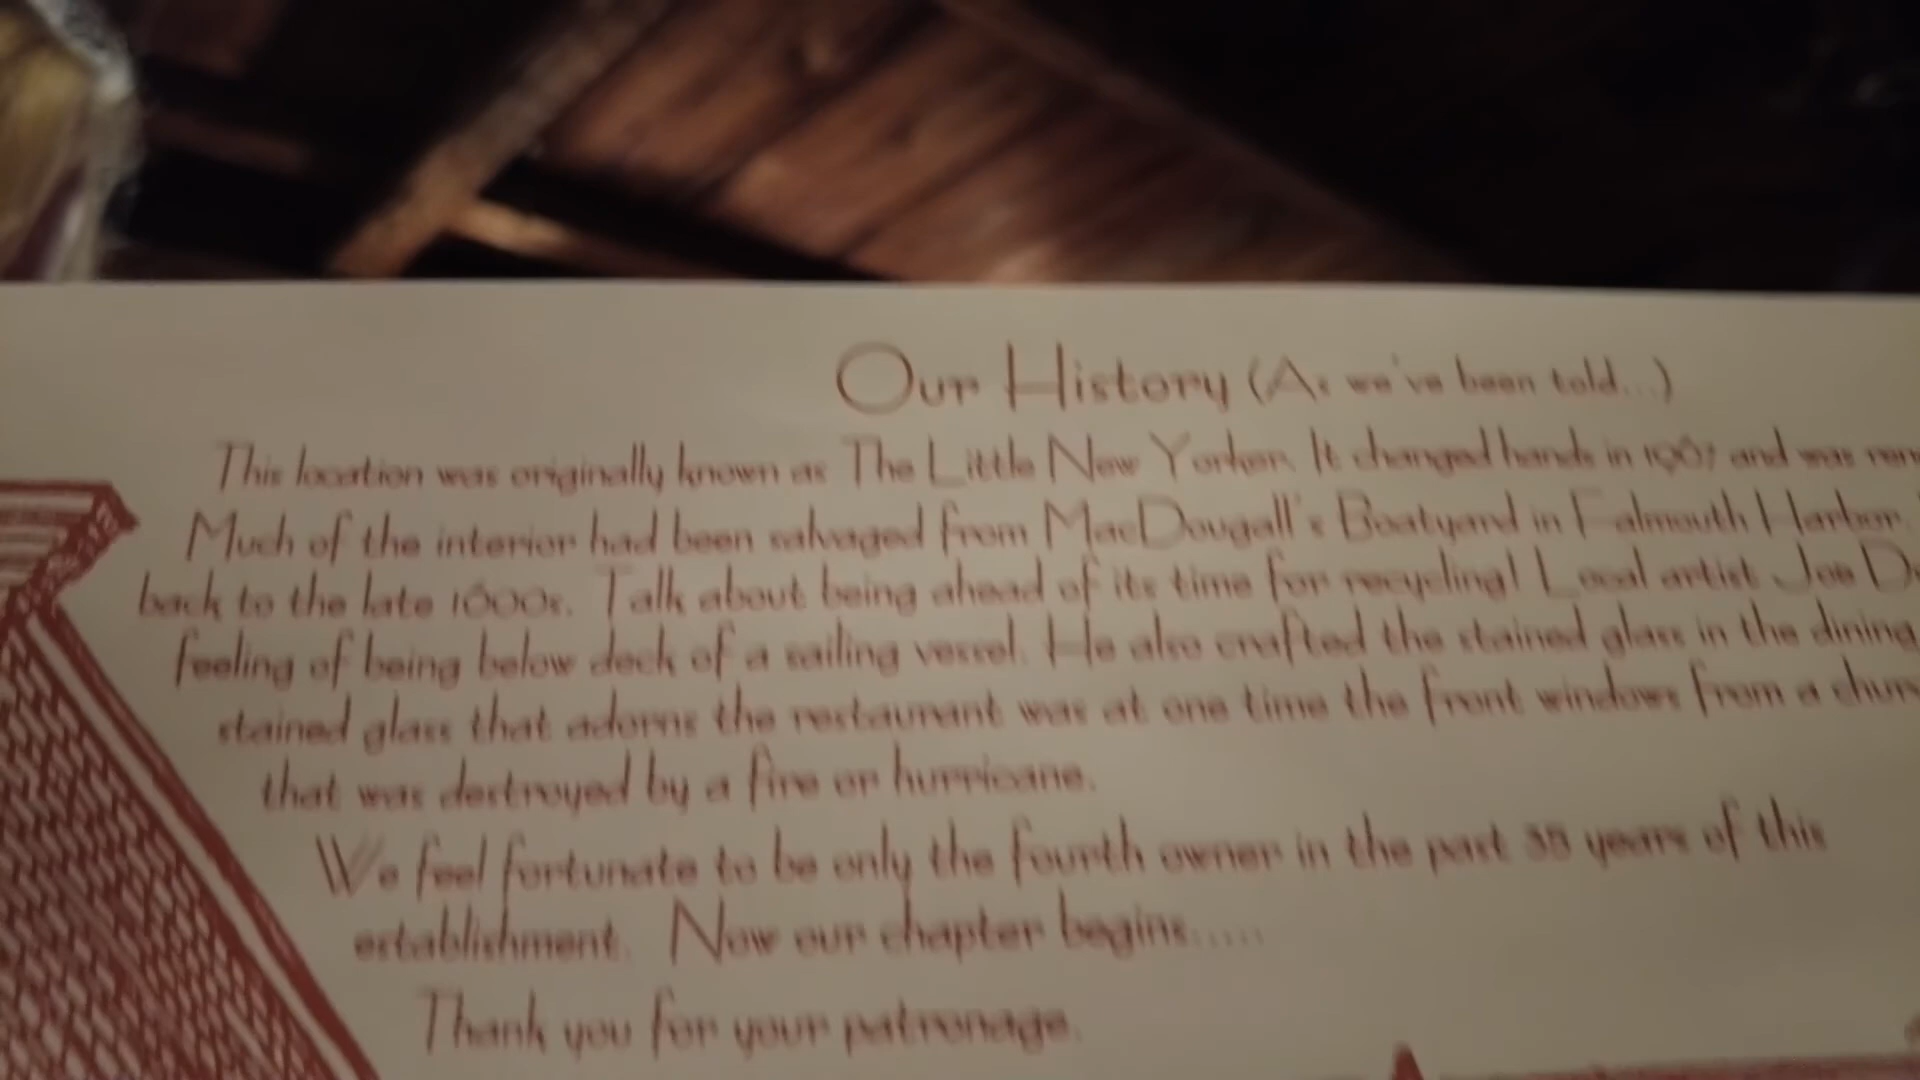 Our History (As we've been told...)
This location was originally known as The Little New Yorker. It changed hands in 1967 and was
Much of the interior had been salvaged from MacDougall's Boatyard in Falmouth Harbor.
back to the late 1600s. Talk about being ahead of its time for recycling! Local artist Joe
feeling of being below deck of a sailing vessel. He also crafted the stained glass in the dining
stained glass that adorns the restaurant was at one time the front windows from a
that was destroyed by a fire or hurricane.
We feel fortunate to be only the fourth owner in the past 35 years of this
establishment. Now our chapter begins.....
Thank you for your patronage.